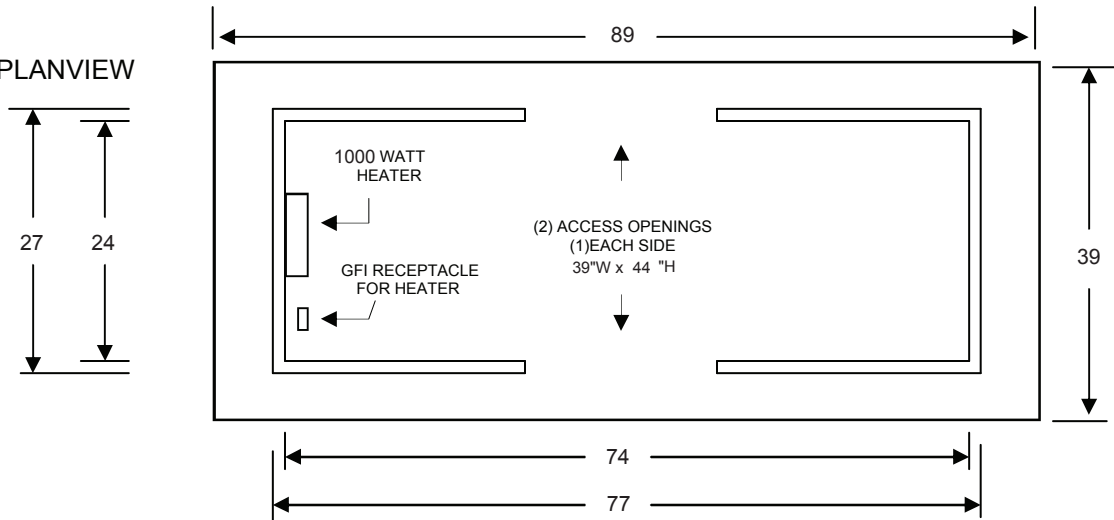 89
PLANVIEW
1000 WATT
HEATER
27
24
(2) ACCESS OPENINGS
(1)EACH SIDE
39"W x 44 "H
39
GFI RECEPTACLE
FOR HEATER
74
77